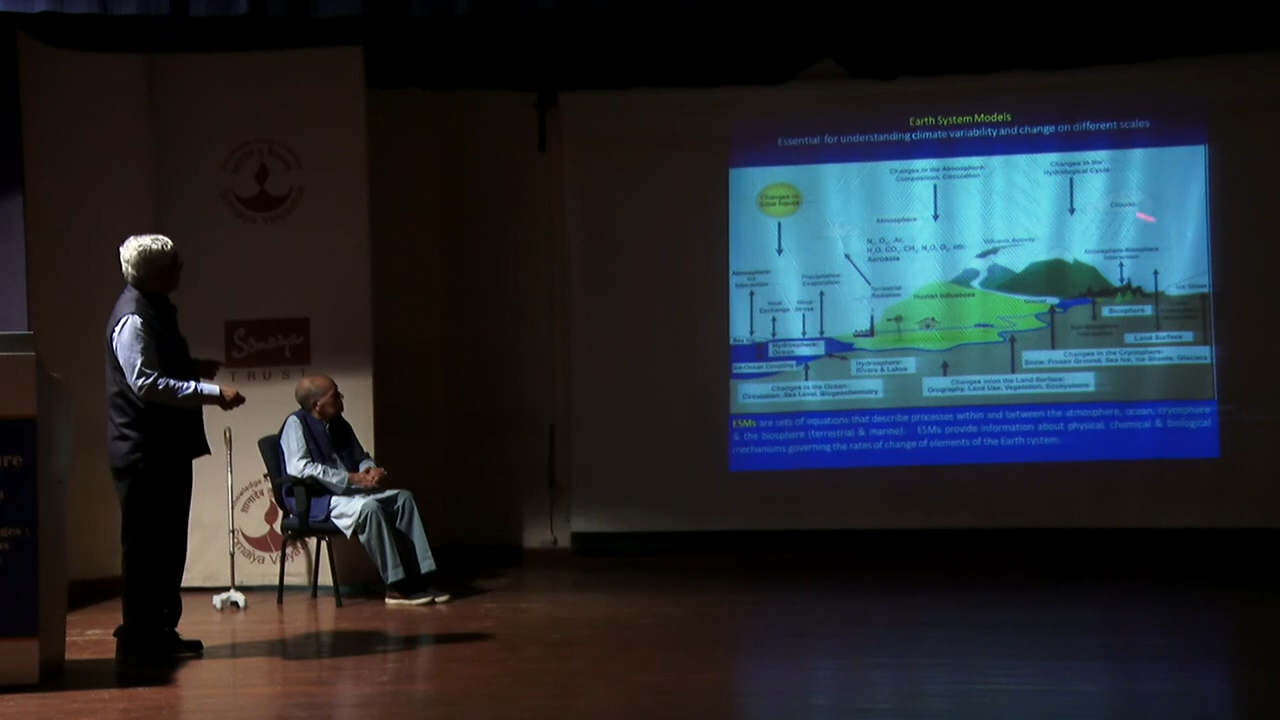 Earth System Models
Essential for understanding climate variability and change on different scales
Changes in the Atmosphere:
Composition, Circulation
Changes in the
Hydrological Cycle
Changes in
Solar Inputs
Clouds
Atmosphere
N₂, O₂, Ar,
H₂O, CO₂, CH₄, N₂O, O₃, etc.
Aerosols
Volcanic Activity
Atmosphere-Biosphere
Interaction
Atmosphere-
Ice
Interaction
Precipitation-
Evaporation
Terrestrial
Radiation
Human Influences
Heat
Exchange
Wind
Stress
Glacier
Ice Sheet
Biosphere
Land Surface
Sea Ice
Hydrosphere:
Ocean
Ice-Ocean Coupling
Hydrosphere:
Rivers & Lakes
Changes in the Cryosphere:
Snow, Frozen Ground, Sea Ice, Ice Sheets, Glaciers
Changes in the Ocean:
Circulation, Sea Level, Biogeochemistry
Changes in/on the Land Surface:
Orography, Land Use, Vegetation, Ecosystems
ESMs are sets of equations that describe processes within and between the atmosphere, ocean, cryosphere
& the biosphere (terrestrial & marine). ESMs provide information about physical, chemical & biological
mechanisms governing the rates of change of elements of the Earth system.
Somaiya
TRUST